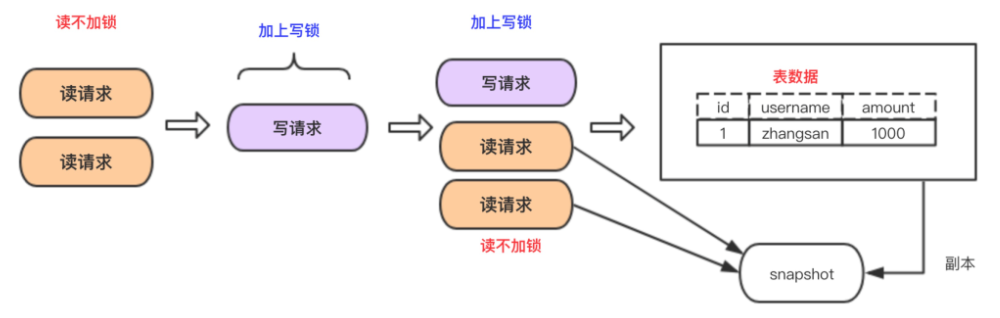 读不加锁
读请求
读请求
加上写锁
写请求
加上写锁
写请求
读请求
读请求
读不加锁
表数据
id username amount
1 zhangsan 1000
snapshot
副本